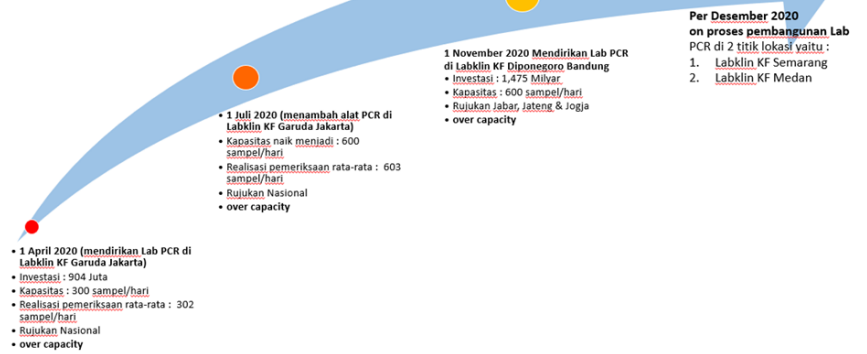 • 1 April 2020 (mendirikan Lab PCR di
Labklin KF Garuda Jakarta)
• Investasi : 904 Juta
• Kapasitas : 300 sampel/hari
• Realisasi pemeriksaan rata-rata : 302
sampel/hari
• Rujukan Nasional
• over capacity
• 1 Juli 2020 (menambah alat PCR di
Labklin KF Garuda Jakarta)
• Kapasitas naik menjadi : 600
sampel/hari
• Realisasi pemeriksaan rata-rata : 603
sampel/hari
• Rujukan Nasional
• over capacity
1 November 2020 Mendirikan Lab PCR
di Labklin KF Diponegoro Bandung
• Investasi : 1,475 Milyar
• Kapasitas : 600 sampel/hari
• Rujukan Jabar, Jateng & Jogja
• over capacity
Per Desember 2020
on proses pembangunan Lab
PCR di 2 titik lokasi yaitu :
1. Labklin KF Semarang
2. Labklin KF Medan